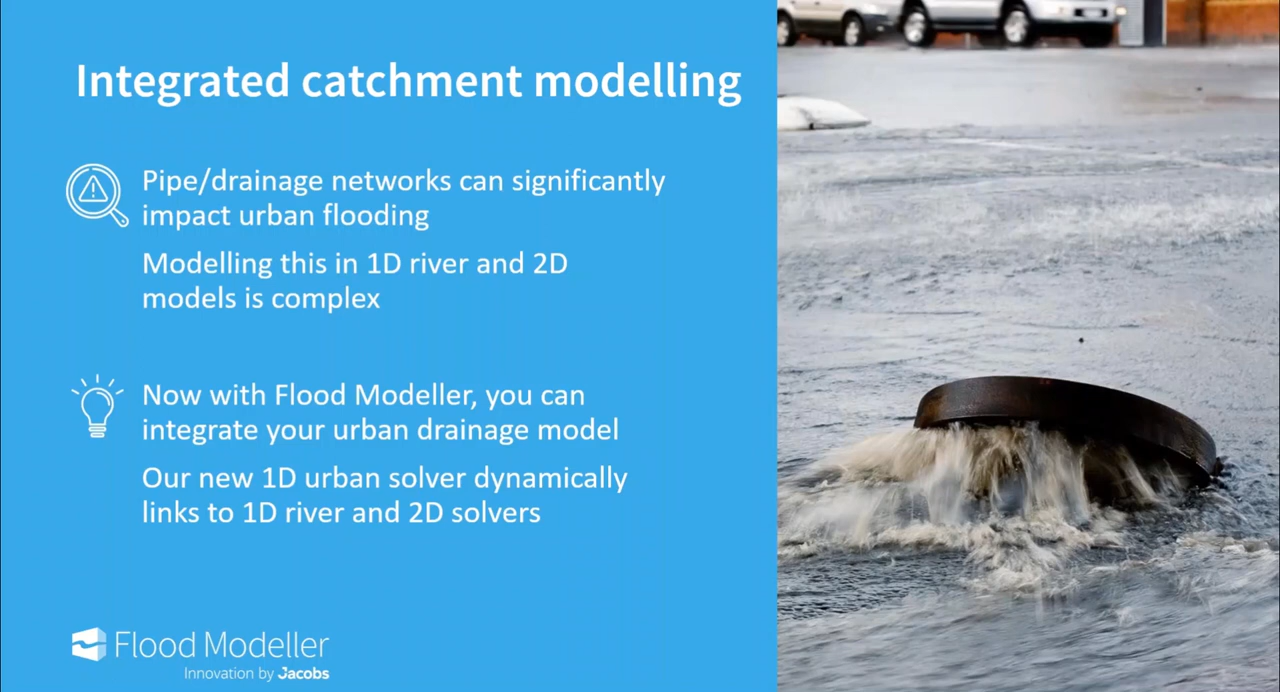 Integrated catchment modelling
Pipe/drainage networks can significantly
impact urban flooding
Modelling this in 1D river and 2D
models is complex
Now with Flood Modeller, you can
integrate your urban drainage model
Our new 1D urban solver dynamically
links to 1D river and 2D solvers
Flood Modeller
Innovation by Jacobs